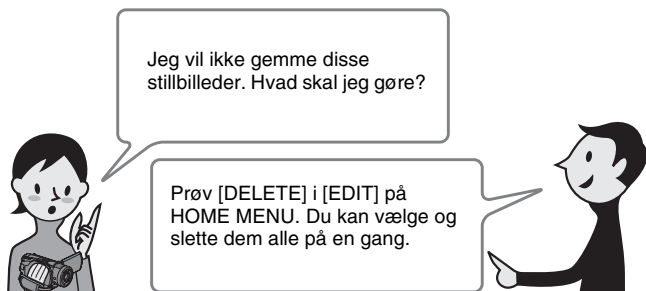 Jeg vil ikke gemme disse
stillbilleder. Hvad skal jeg gøre?
Prøv [DELETE] i [EDIT] på
HOME MENU. Du kan vælge og
slette dem alle på en gang.